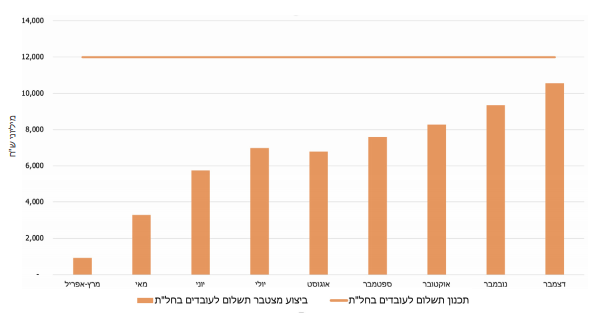 14,000
12,000
10,000
8,000
6,000
4,000
2,000
-
מיליוני ש"ח
מרץ-אפריל
מאי
יוני
יולי
אוגוסט
ספטמבר
אוקטובר
נובמבר
דצמבר
ביצוע מצטבר תשלום לעובדים בחל"ת
תכנון תשלום לעובדים בחל"ת